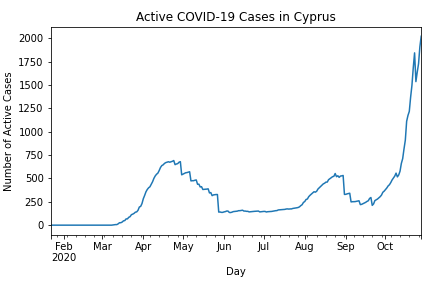 Active COVID-19 Cases in Cyprus
Number of Active Cases
2000
1750
1500
1250
1000
750
500
250
0
Feb Mar Apr May Jun Jul Aug Sep Oct
2020
Day